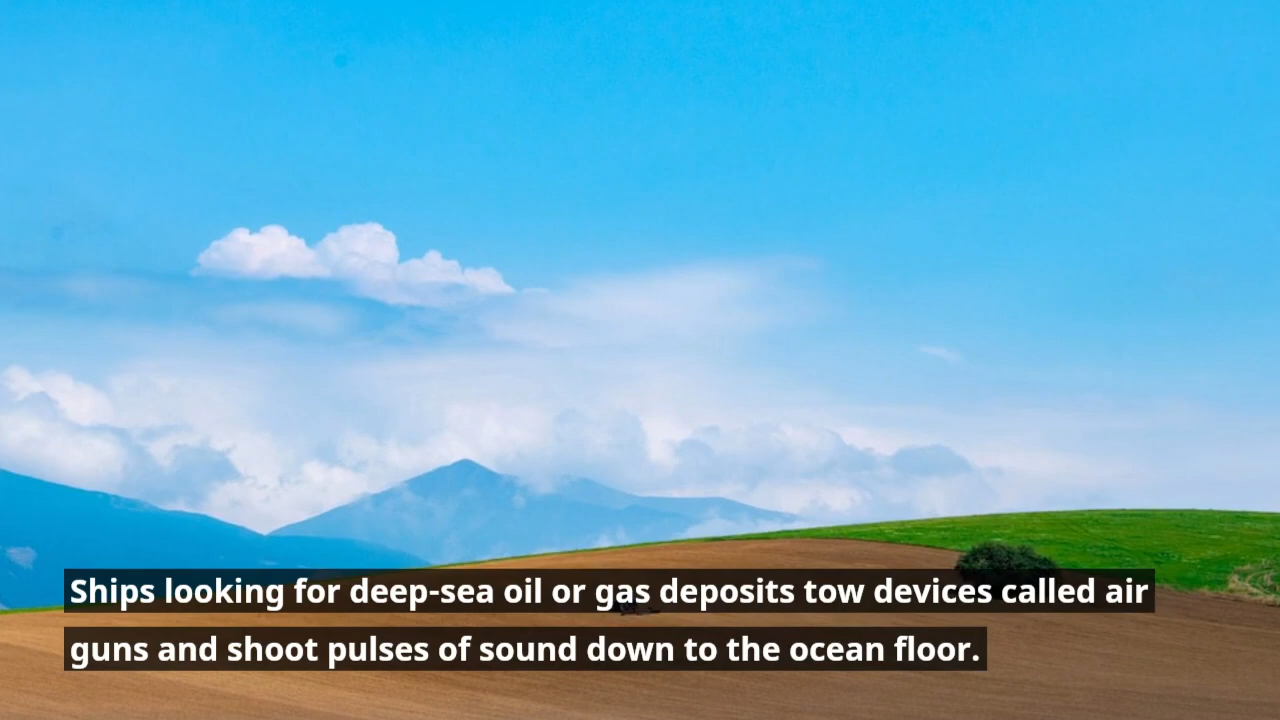 Ships looking for deep-sea oil or gas deposits tow devices called air
guns and shoot pulses of sound down to the ocean floor.